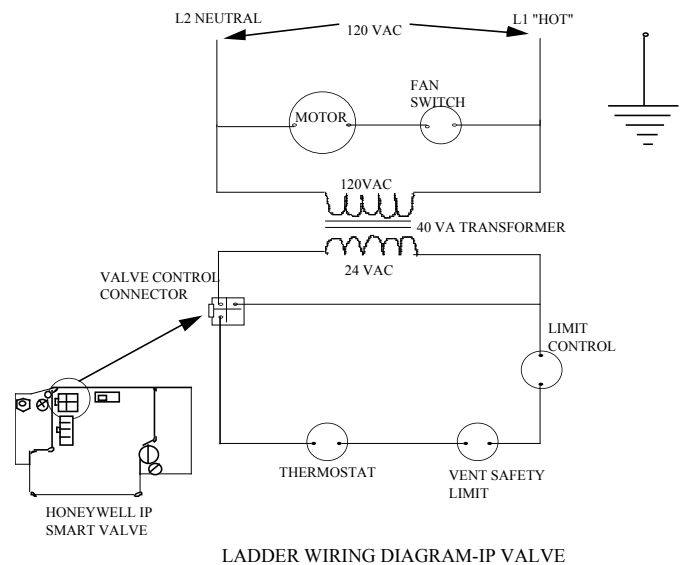 L2 NEUTRAL
120 VAC
L1 "HOT"
MOTOR
FAN
SWITCH
120VAC
40 VA TRANSFORMER
24 VAC
VALVE CONTROL
CONNECTOR
LIMIT
CONTROL
THERMOSTAT
VENT SAFETY
LIMIT
HONEYWELL IP
SMART VALVE
LADDER WIRING DIAGRAM-IP VALVE